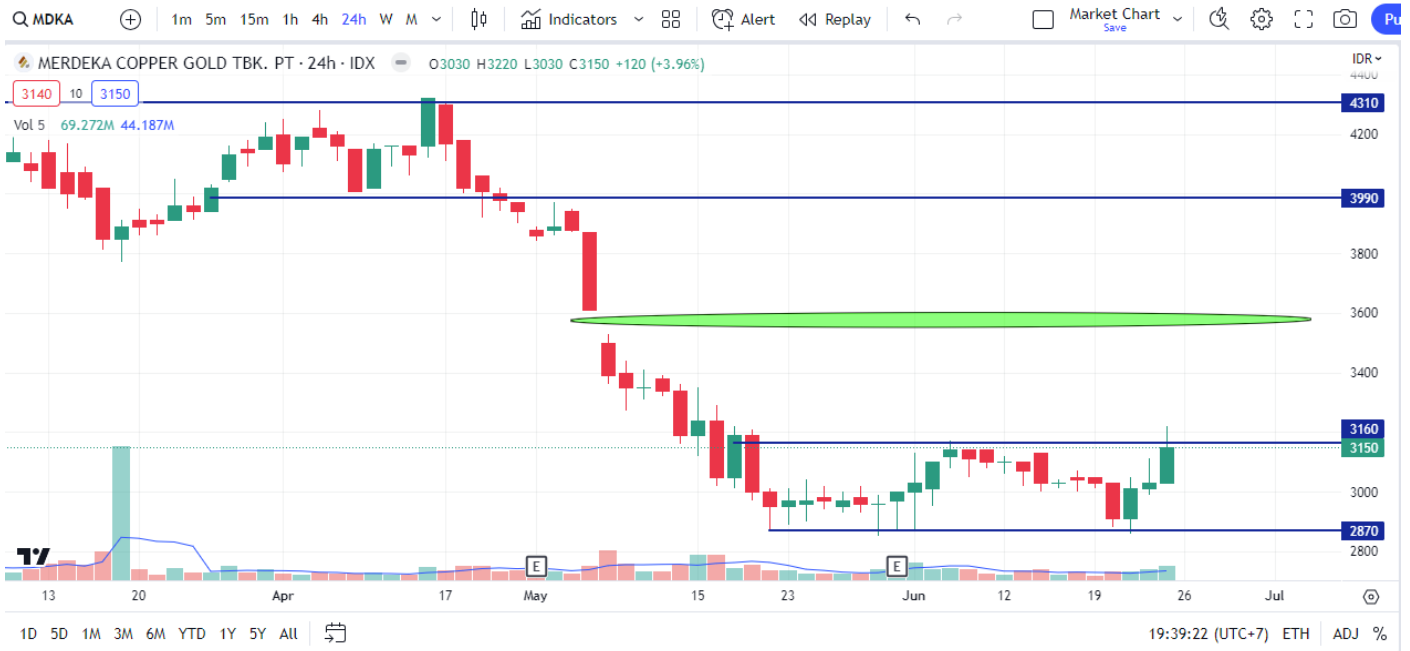 MDKA 1m 5m 15m 1h 4h 24h W M Indicators Alert Replay Market Chart Pu
Save
MERDEKA COPPER GOLD TBK. PT · 24h · IDX O3030 H3220 L3030 C3150 +120 (+3.96%) IDR
4400
3140 10 3150
4310
Vol 5 69.272M 44.187M
4200
3990
3800
3600
3400
3160
3150
3000
2870
2800
E E
13 20 Apr 17 May 15 23 Jun 12 19 26 Jul
1D 5D 1M 3M 6M YTD 1Y 5Y All 19:39:22 (UTC+7) ETH ADJ %